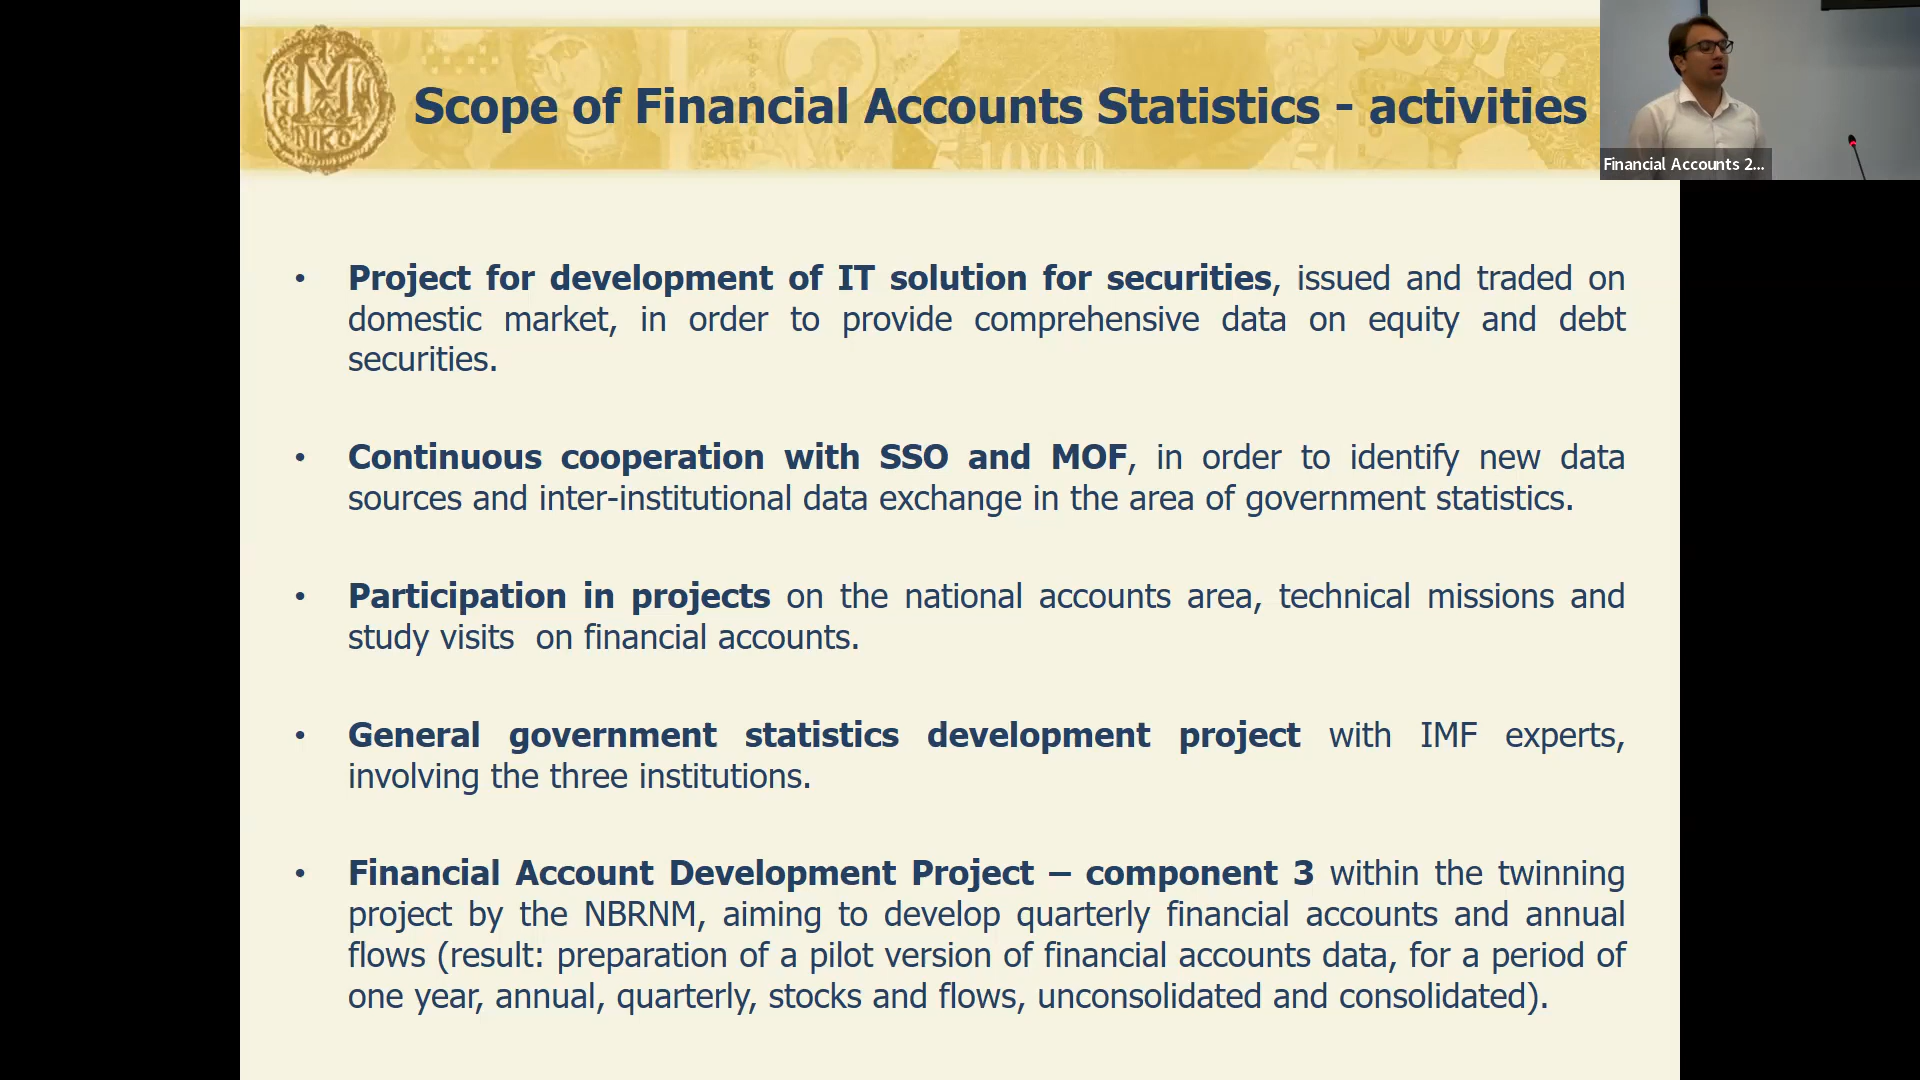 Scope of Financial Accounts Statistics - activities
Financial Accounts 2...
• Project for development of IT solution for securities, issued and traded on
domestic market, in order to provide comprehensive data on equity and debt
securities.
• Continuous cooperation with SSO and MOF, in order to identify new data
sources and inter-institutional data exchange in the area of government statistics.
• Participation in projects on the national accounts area, technical missions and
study visits on financial accounts.
• General government statistics development project with IMF experts,
involving the three institutions.
• Financial Account Development Project – component 3 within the twinning
project by the NBRNM, aiming to develop quarterly financial accounts and annual
flows (result: preparation of a pilot version of financial accounts data, for a period of
one year, annual, quarterly, stocks and flows, unconsolidated and consolidated).